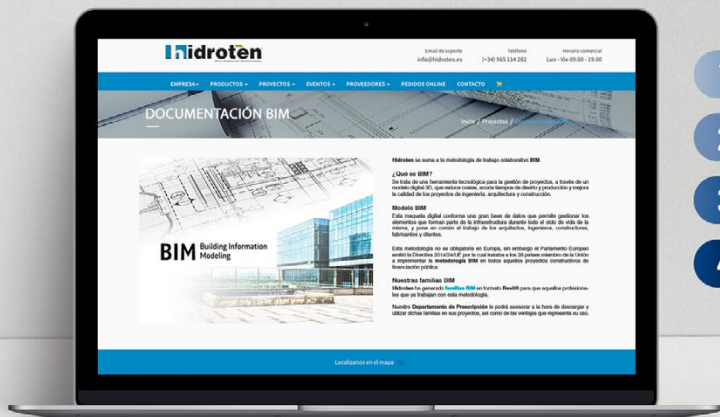 hidroten
Email de soporte
info@hidroten.es
Teléfono
(+34) 965 114 282
Horario comercial
Lun - Vie 09:00 - 19:00
EMPRESA
PRODUCTOS
PROYECTOS
EVENTOS
PROVEEDORES
PEDIDOS ONLINE
CONTACTO
DOCUMENTACIÓN BIM
Inicio / Proyectos /
BIM Building Information
Modeling
Hidroten se suma a la metodología de trabajo colaborativo BIM.
¿Qué es BIM?
Se trata de una herramienta tecnológica para la gestión de proyectos, a través de un
modelo digital 3D, que reduce costes, acorta tiempos de diseño y producción y mejora
la calidad de los proyectos de ingeniería, arquitectura y construcción.
Modelo BIM
Esta maqueta digital conforma una gran base de datos que permite gestionar los
elementos que forman parte de la infraestructura durante todo el ciclo de vida de la
misma, y pone en común el trabajo de los arquitectos, ingenieros, constructores,
fabricantes y clientes.
Esta metodología no es obligatoria en Europa, sin embargo el Parlamento Europeo
emitió la Directiva 2014/24/UE por la cual instaba a los 28 países miembro de la Unión
a implementar la metodología BIM en todos aquellos proyectos constructivos de
financiación pública.
Nuestras familias BIM
Hidroten ha generado familias BIM en formato Revit® para que aquellos profesiona-
les que ya trabajan con esta metodología.
Nuestro Departamento de Prescripción le podrá asesorar a la hora de descargar y
utilizar dichas familias en sus proyectos, así como de las ventajas que representa su uso.
Localízanos en el mapa